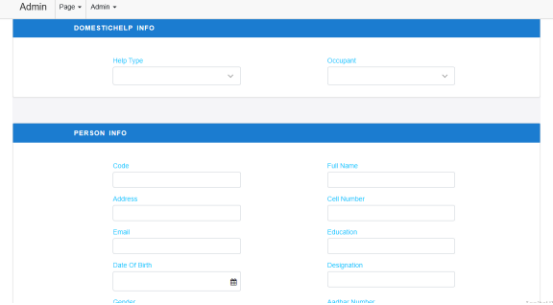 Admin Page Admin
DOMESTICHELP INFO
Help Type Occupant
PERSON INFO
Code Full Name
Address Cell Number
Email Education
Date Of Birth Designation
Gender Aadhar Number